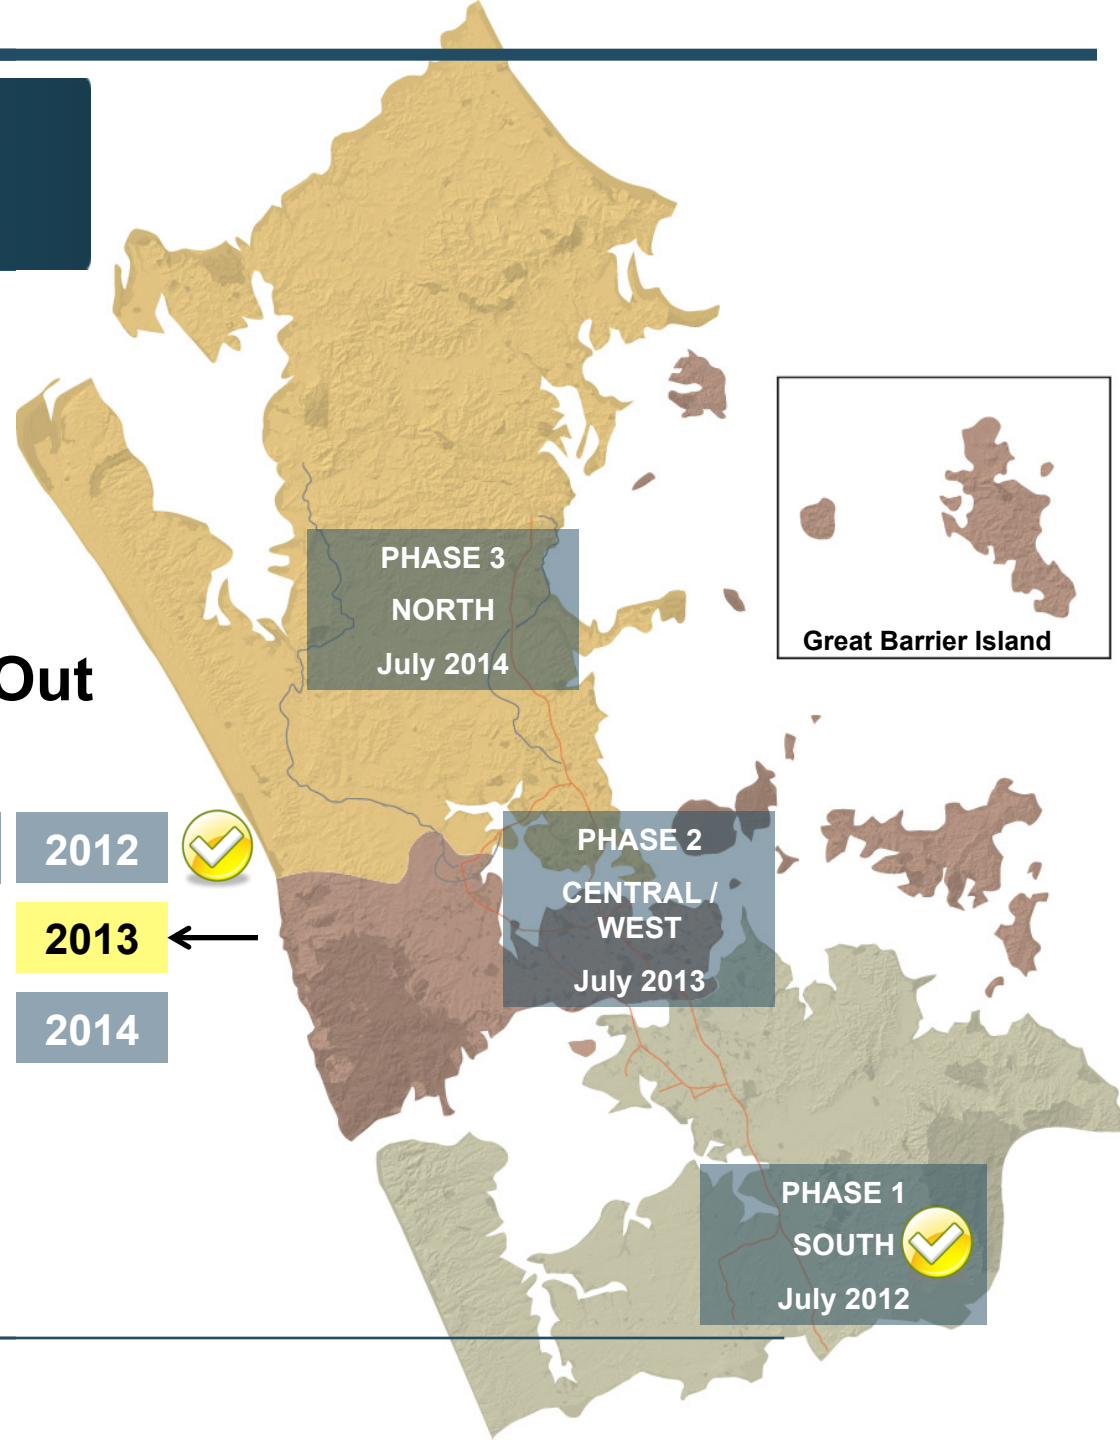 PHASE 3
NORTH
July 2014
Great Barrier Island
Out
2012
2013
2014
PHASE 2
CENTRAL /
WEST
July 2013
PHASE 1
SOUTH
July 2012